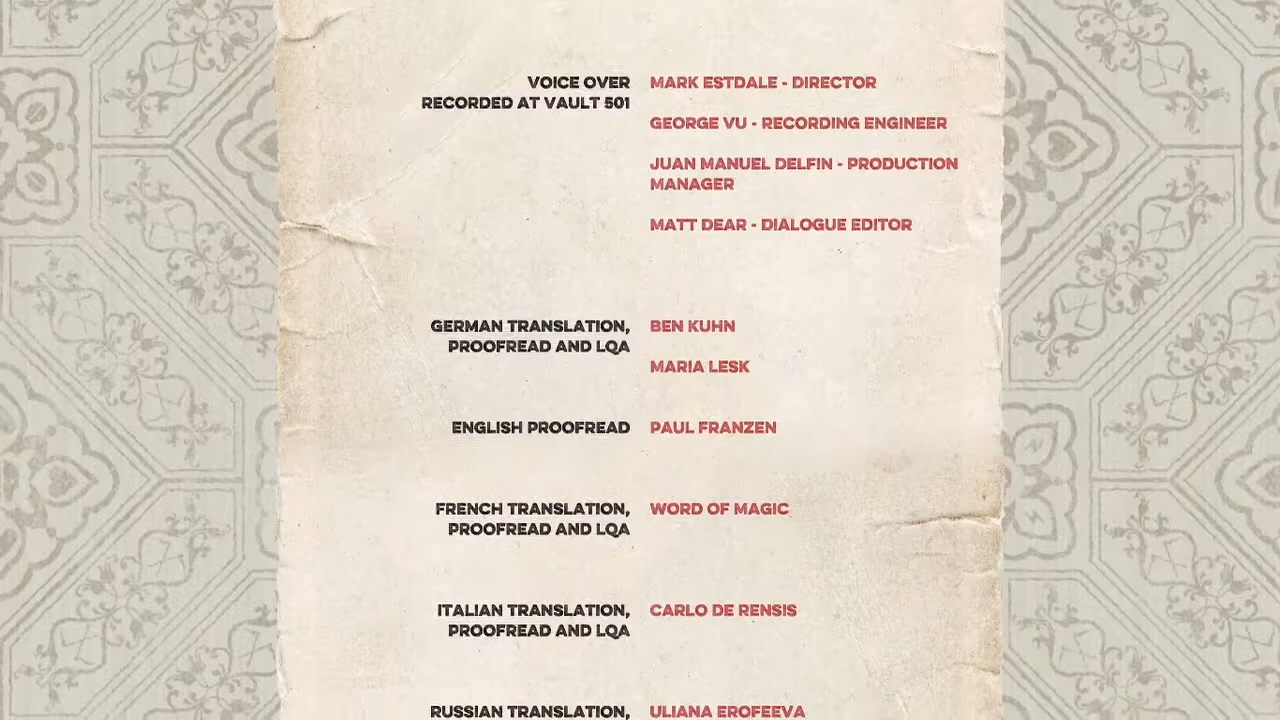 VOICE OVER
RECORDED AT VAULT 501
MARK ESTDALE - DIRECTOR
GEORGE VU - RECORDING ENGINEER
JUAN MANUEL DELFIN - PRODUCTION
MANAGER
MATT DEAR - DIALOGUE EDITOR
GERMAN TRANSLATION,
PROOFREAD AND LQA
BEN KUHN
MARIA LESK
ENGLISH PROOFREAD
PAUL FRANZEN
FRENCH TRANSLATION,
PROOFREAD AND LQA
WORD OF MAGIC
ITALIAN TRANSLATION,
PROOFREAD AND LQA
CARLO DE RENSIS
RUSSIAN TRANSLATION,
ULIANA EROFEEVA